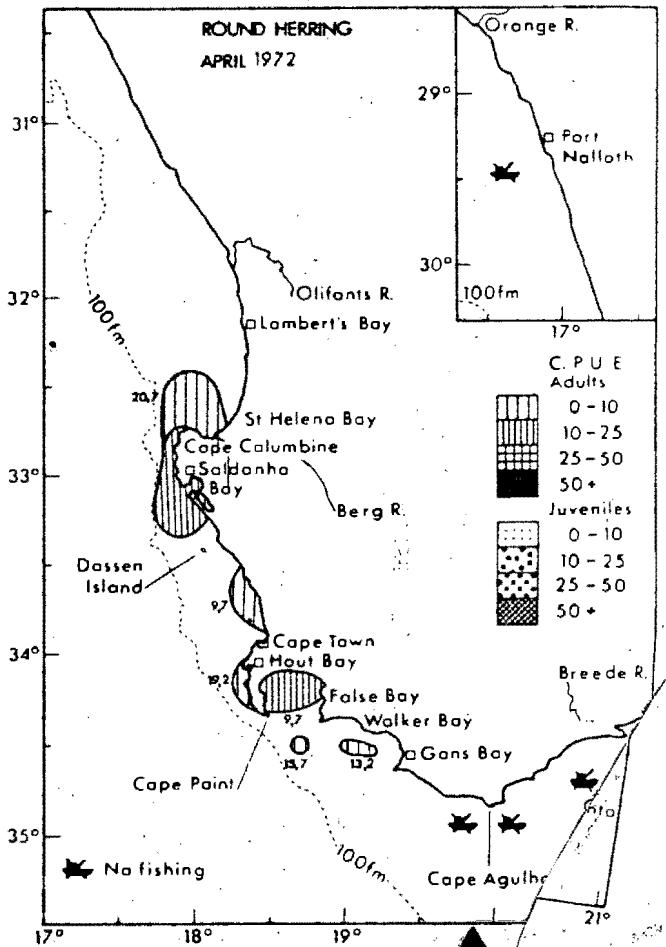 ROUND HERRING
APRIL 1972
Orange R.
29°
Port
Nalloth
30°
100fm
17°
31°
32°
33°
34°
35°
100fm
Olifants R.
Lambert's Bay
20,7
St Helena Bay
Cape Calumbine
Saldanha
Bay
Berg R.
Dassen
Island
9,7
Cape Town
Hout Bay
19,2
False Bay
9,7
Walker Bay
15,7
13,2
Gans Bay
Cape Paint
Breede R.
C. P U E
Adults
0-10
10-25
25-50
50+
Juveniles
0-10
10-25
25-50
50+
100fm
No fishing
Cape Agulh
17°
18°
19°
21°